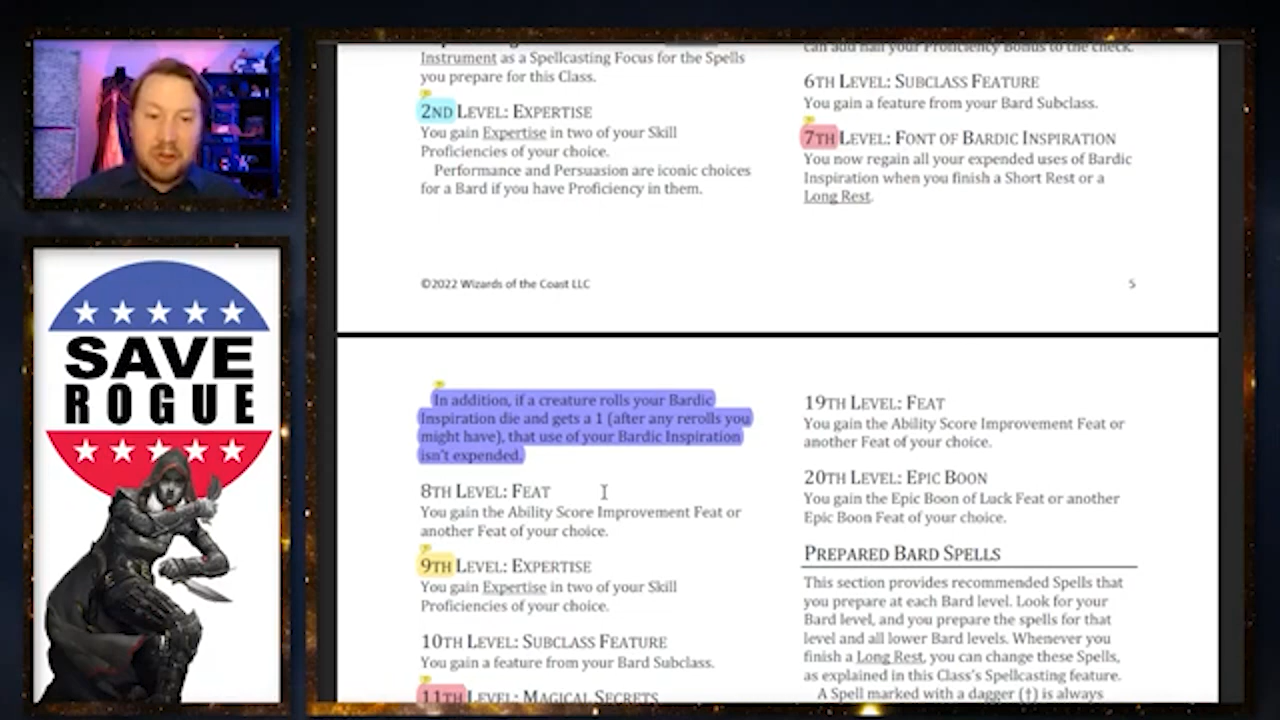 SAVE
ROGUE
Instrument as a Spellcasting Focus for the Spells
you prepare for this Class.
2ND LEVEL: EXPERTISE
You gain Expertise in two of your Skill
Proficiencies of your choice.
Performance and Persuasion are iconic choices
for a Bard if you have Proficiency in them.
can add half your Proficiency Bonus to the check.
6TH LEVEL: SUBCLASS FEATURE
You gain a feature from your Bard Subclass.
7TH LEVEL: FONT OF BARDIC INSPIRATION
You now regain all your expended uses of Bardic
Inspiration when you finish a Short Rest or a
Long Rest.
©2022 Wizards of the Coast LLC
5
In addition, if a creature rolls your Bardic
Inspiration die and gets a 1 (after any rerolls you
might have), that use of your Bardic Inspiration
isn't expended.
8TH LEVEL: FEAT
You gain the Ability Score Improvement Feat or
another Feat of your choice.
9TH LEVEL: EXPERTISE
You gain Expertise in two of your Skill
Proficiencies of your choice.
10TH LEVEL: SUBCLASS FEATURE
You gain a feature from your Bard Subclass.
11TH LEVEL: MAGICAL SECRETS
19TH LEVEL: FEAT
You gain the Ability Score Improvement Feat or
another Feat of your choice.
20TH LEVEL: EPIC BOON
You gain the Epic Boon of Luck Feat or another
Epic Boon Feat of your choice.
PREPARED BARD SPELLS
This section provides recommended Spells that
you prepare at each Bard level. Look for your
Bard level, and you prepare the spells for that
level and all lower Bard levels. Whenever you
finish a Long Rest, you can change these Spells,
as explained in this Class's Spellcasting feature.
A Spell marked with a dagger (†) is always